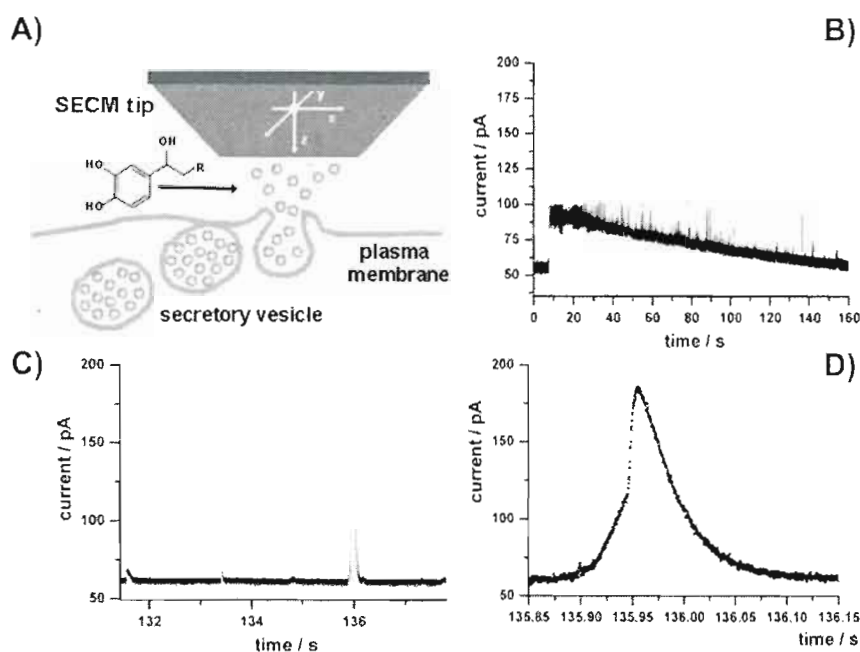 A)
SECM tip
y
x
z
OH
HO
R
HO
plasma
membrane
secretory vesicle
B)
200
175
150
125
100
75
50
current / pA
0 20 40 60 80 100 120 140 160
time / s
C)
200
150
100
50
current / pA
132 134 136
time / s
D)
200
150
100
50
current / pA
135.85 135.90 135.95 136.00 136.05 136.10 136.15
time / s